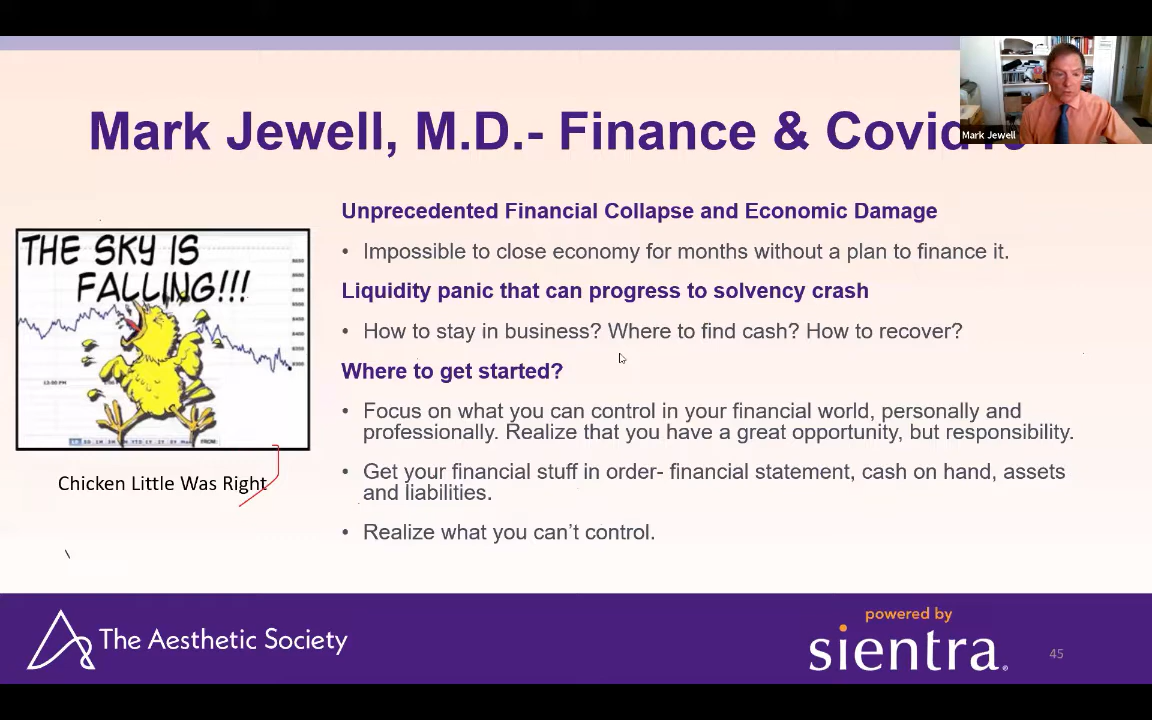 Mark Jewell, M.D.- Finance & Covid
Mark Jewell
Unprecedented Financial Collapse and Economic Damage
THE SKY IS
FALLING!!!
• Impossible to close economy for months without a plan to finance it.
Liquidity panic that can progress to solvency crash
• How to stay in business? Where to find cash? How to recover?
Where to get started?
• Focus on what you can control in your financial world, personally and
professionally. Realize that you have a great opportunity, but responsibility.
• Get your financial stuff in order- financial statement, cash on hand, assets
and liabilities.
Chicken Little Was Right
• Realize what you can’t control.
The Aesthetic Society
powered by
sientra®
45